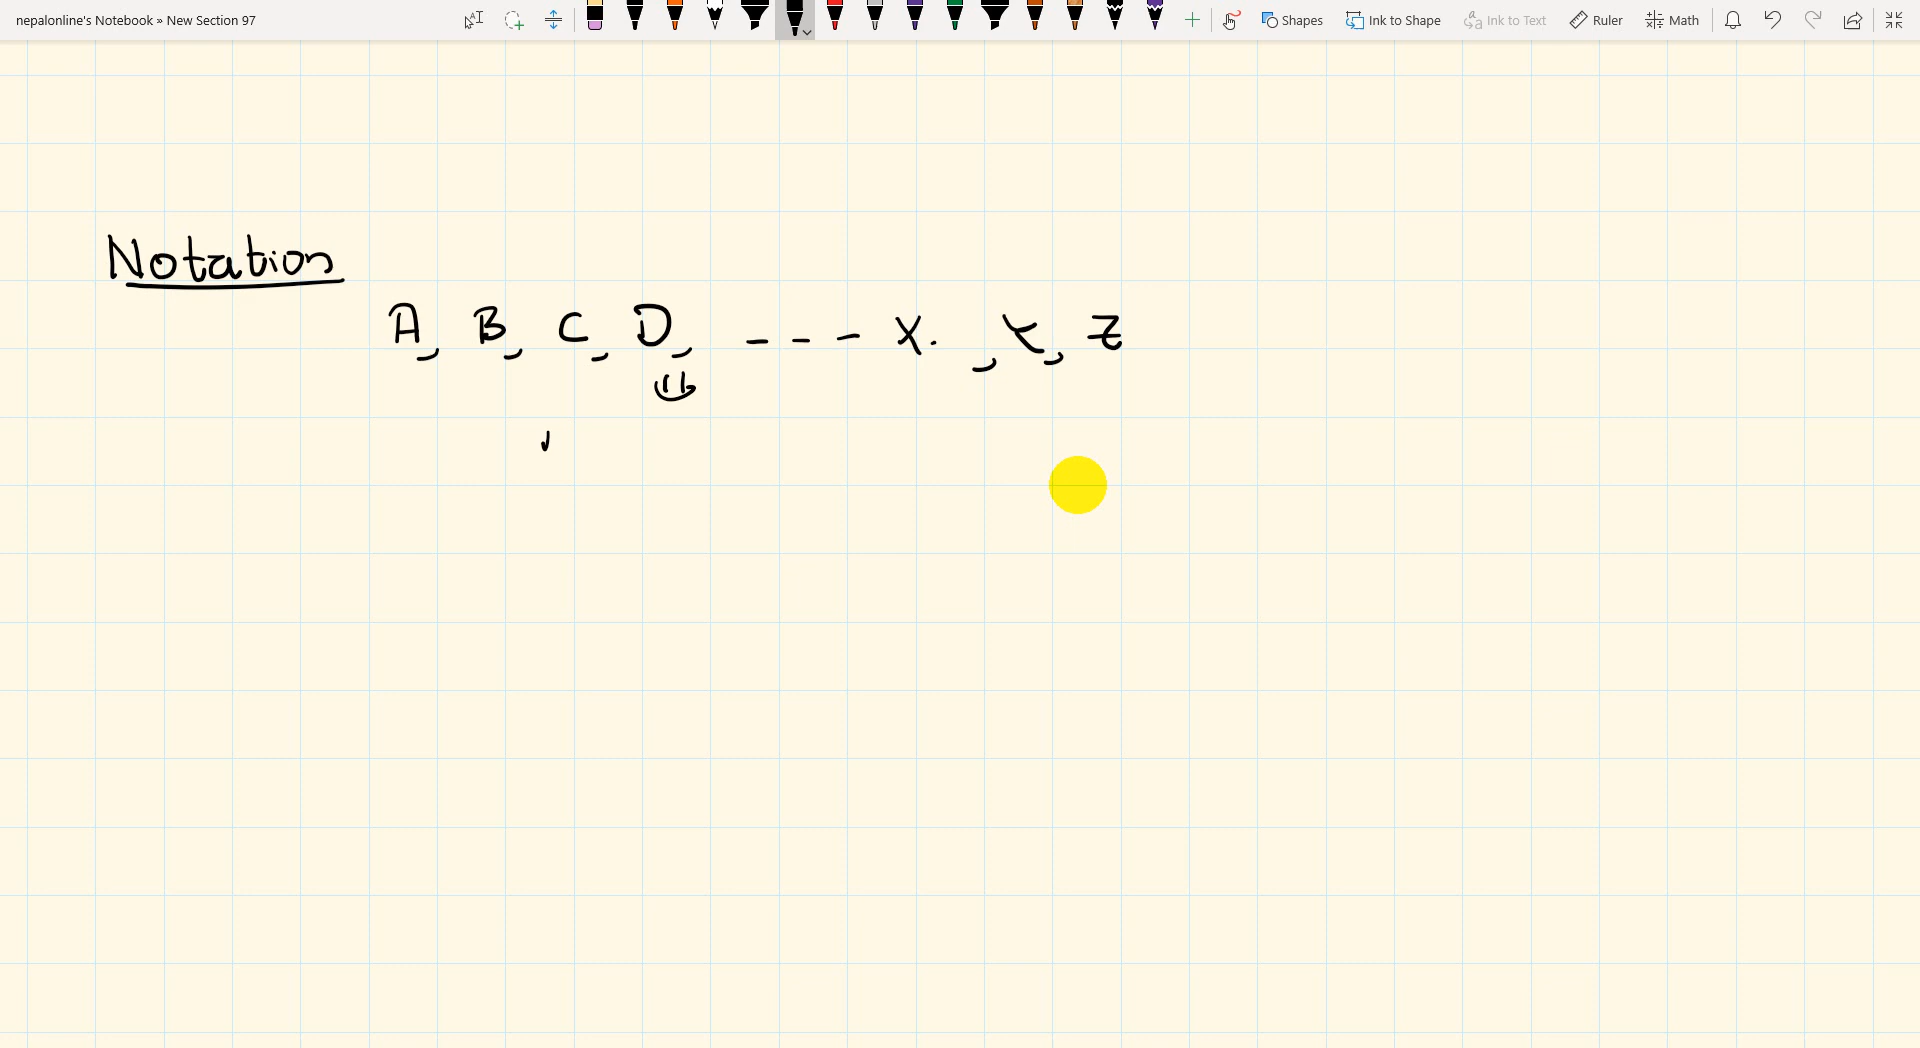 nepalonline's Notebook » New Section 97
Shapes Ink to Shape Ink to Text Ruler Math
Notation
A, B, C, D, - - - X. , Y, Z